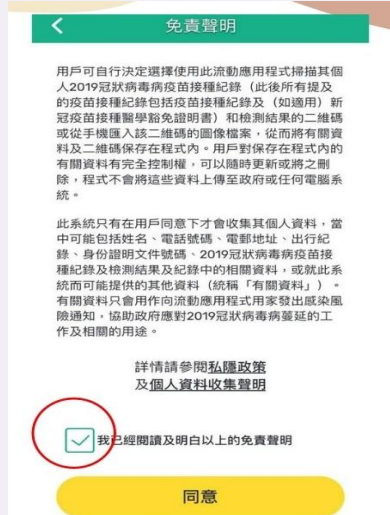 免責聲明
用戶可自行決定選擇使用此流動應用程式掃描其個
人2019冠狀病毒病疫苗接種紀錄（此後所有提及
的疫苗接種紀錄包括疫苗接種紀錄及（如適用）新
冠疫苗接種醫學豁免證明書）和檢測結果的二維碼
或從手機匯入該二維碼的圖像檔案，從而將有關資
料及二維碼保存在程式內。用戶對保存在程式內的
有關資料有完全控制權，可以隨時更新或將之刪
除，程式不會將這些資料上傳至政府或任何電腦系
統。
此系統只有在用戶同意下才會收集其個人資料，當
中可能包括姓名、電話號碼、電郵地址、出行紀
錄、身份證明文件號碼、2019冠狀病毒病疫苗接
種紀錄及檢測結果及紀錄中的相關資料，或就此系
統而可能提供的其他資料（統稱「有關資料」）。
有關資料只會用作向流動應用程式用家發出感染風
險通知，協助政府應對2019冠狀病毒病蔓延的工
作及相關的用途。
詳情請參閱私隱政策
及個人資料收集聲明
我已經閱讀及明白以上的免責聲明
同意